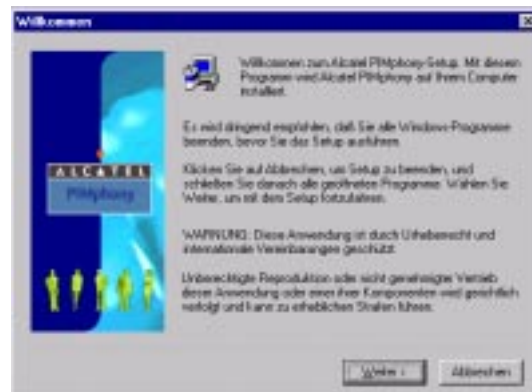 Willkommen
Willkommen zum Alcatel PIMphony-Setup. Mit diesem
Programm wird Alcatel PIMphony auf Ihrem Computer
installiert.
Es wird dringend empfohlen, daß Sie alle Windows-Programme
beenden, bevor Sie das Setup ausführen.
Klicken Sie auf Abbrechen, um Setup zu beenden, und
schließen Sie danach alle geöffneten Programme. Wählen Sie
Weiter, um mit dem Setup fortzufahren.
WARNUNG: Diese Anwendung ist durch Urheberrecht und
internationale Vereinbarungen geschützt.
Unberechtigte Reproduktion oder nicht genehmigter Vertrieb
dieser Anwendung oder einer ihrer Komponenten wird gerichtlich
verfolgt und kann zu erheblichen Strafen führen.
ALCATEL
PIMphony
Weiter >
Abbrechen